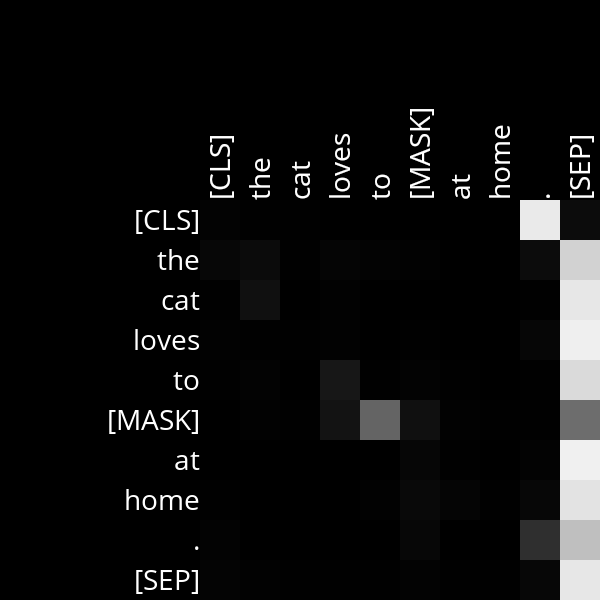 [CLS] the cat loves to [MASK] at home . [SEP]
[CLS]
the
cat
loves
to
[MASK]
at
home
.
[SEP]